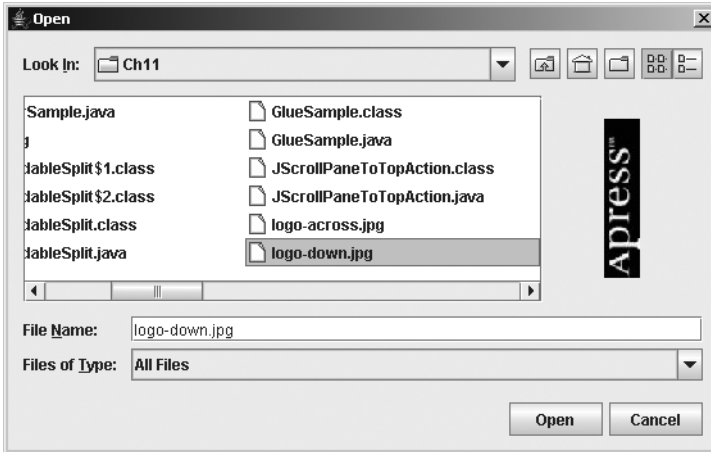 Open
Look In: Ch11
Sample.java
dableSplit$1.class
dableSplit$2.class
dableSplit.class
dableSplit.java
GlueSample.class
GlueSample.java
JScrollPaneToTopAction.class
JScrollPaneToTopAction.java
logo-across.jpg
logo-down.jpg
Apress™
File Name: logo-down.jpg
Files of Type: All Files
Open Cancel